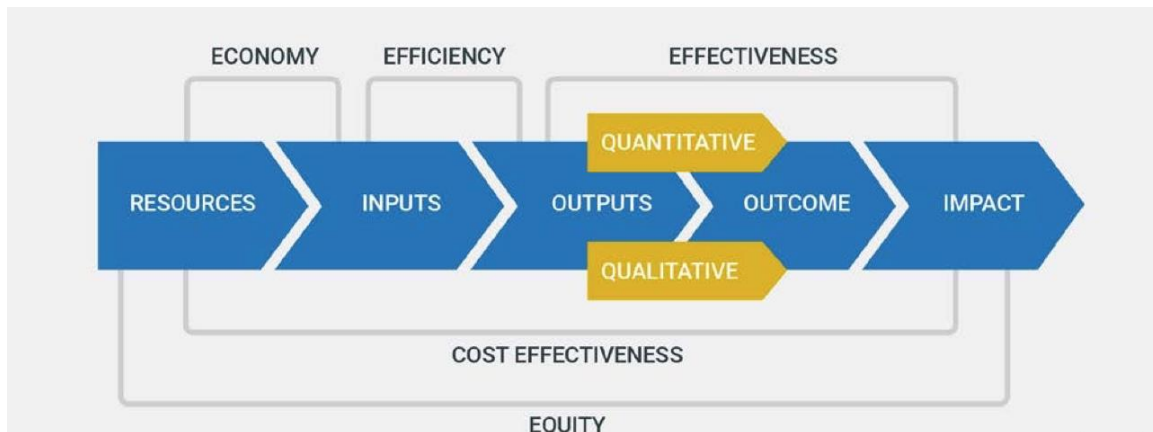 ECONOMY EFFICIENCY EFFECTIVENESS
QUANTITATIVE
RESOURCES INPUTS OUTPUTS OUTCOME IMPACT
QUALITATIVE
COST EFFECTIVENESS
EQUITY